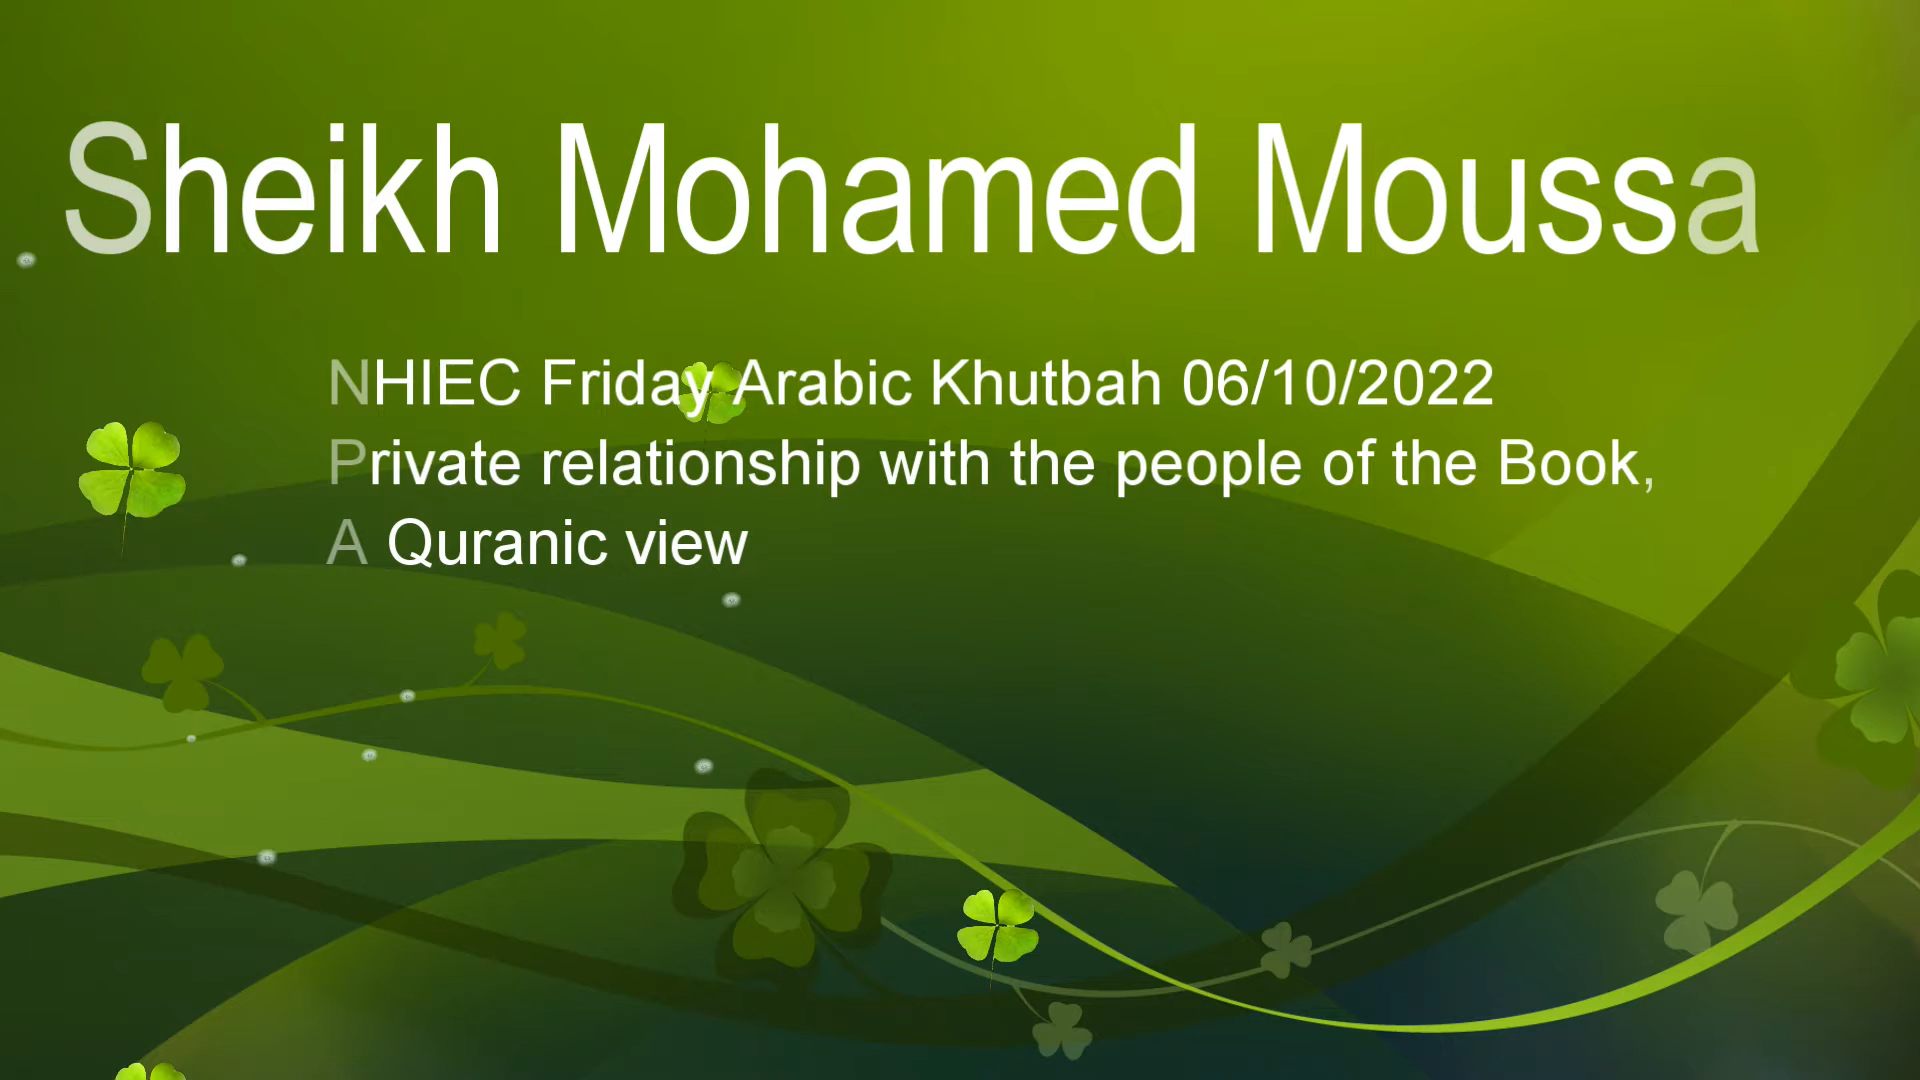 Sheikh Mohamed Moussa
NHIEC Friday Arabic Khutbah 06/10/2022
Private relationship with the people of the Book,
A Quranic view